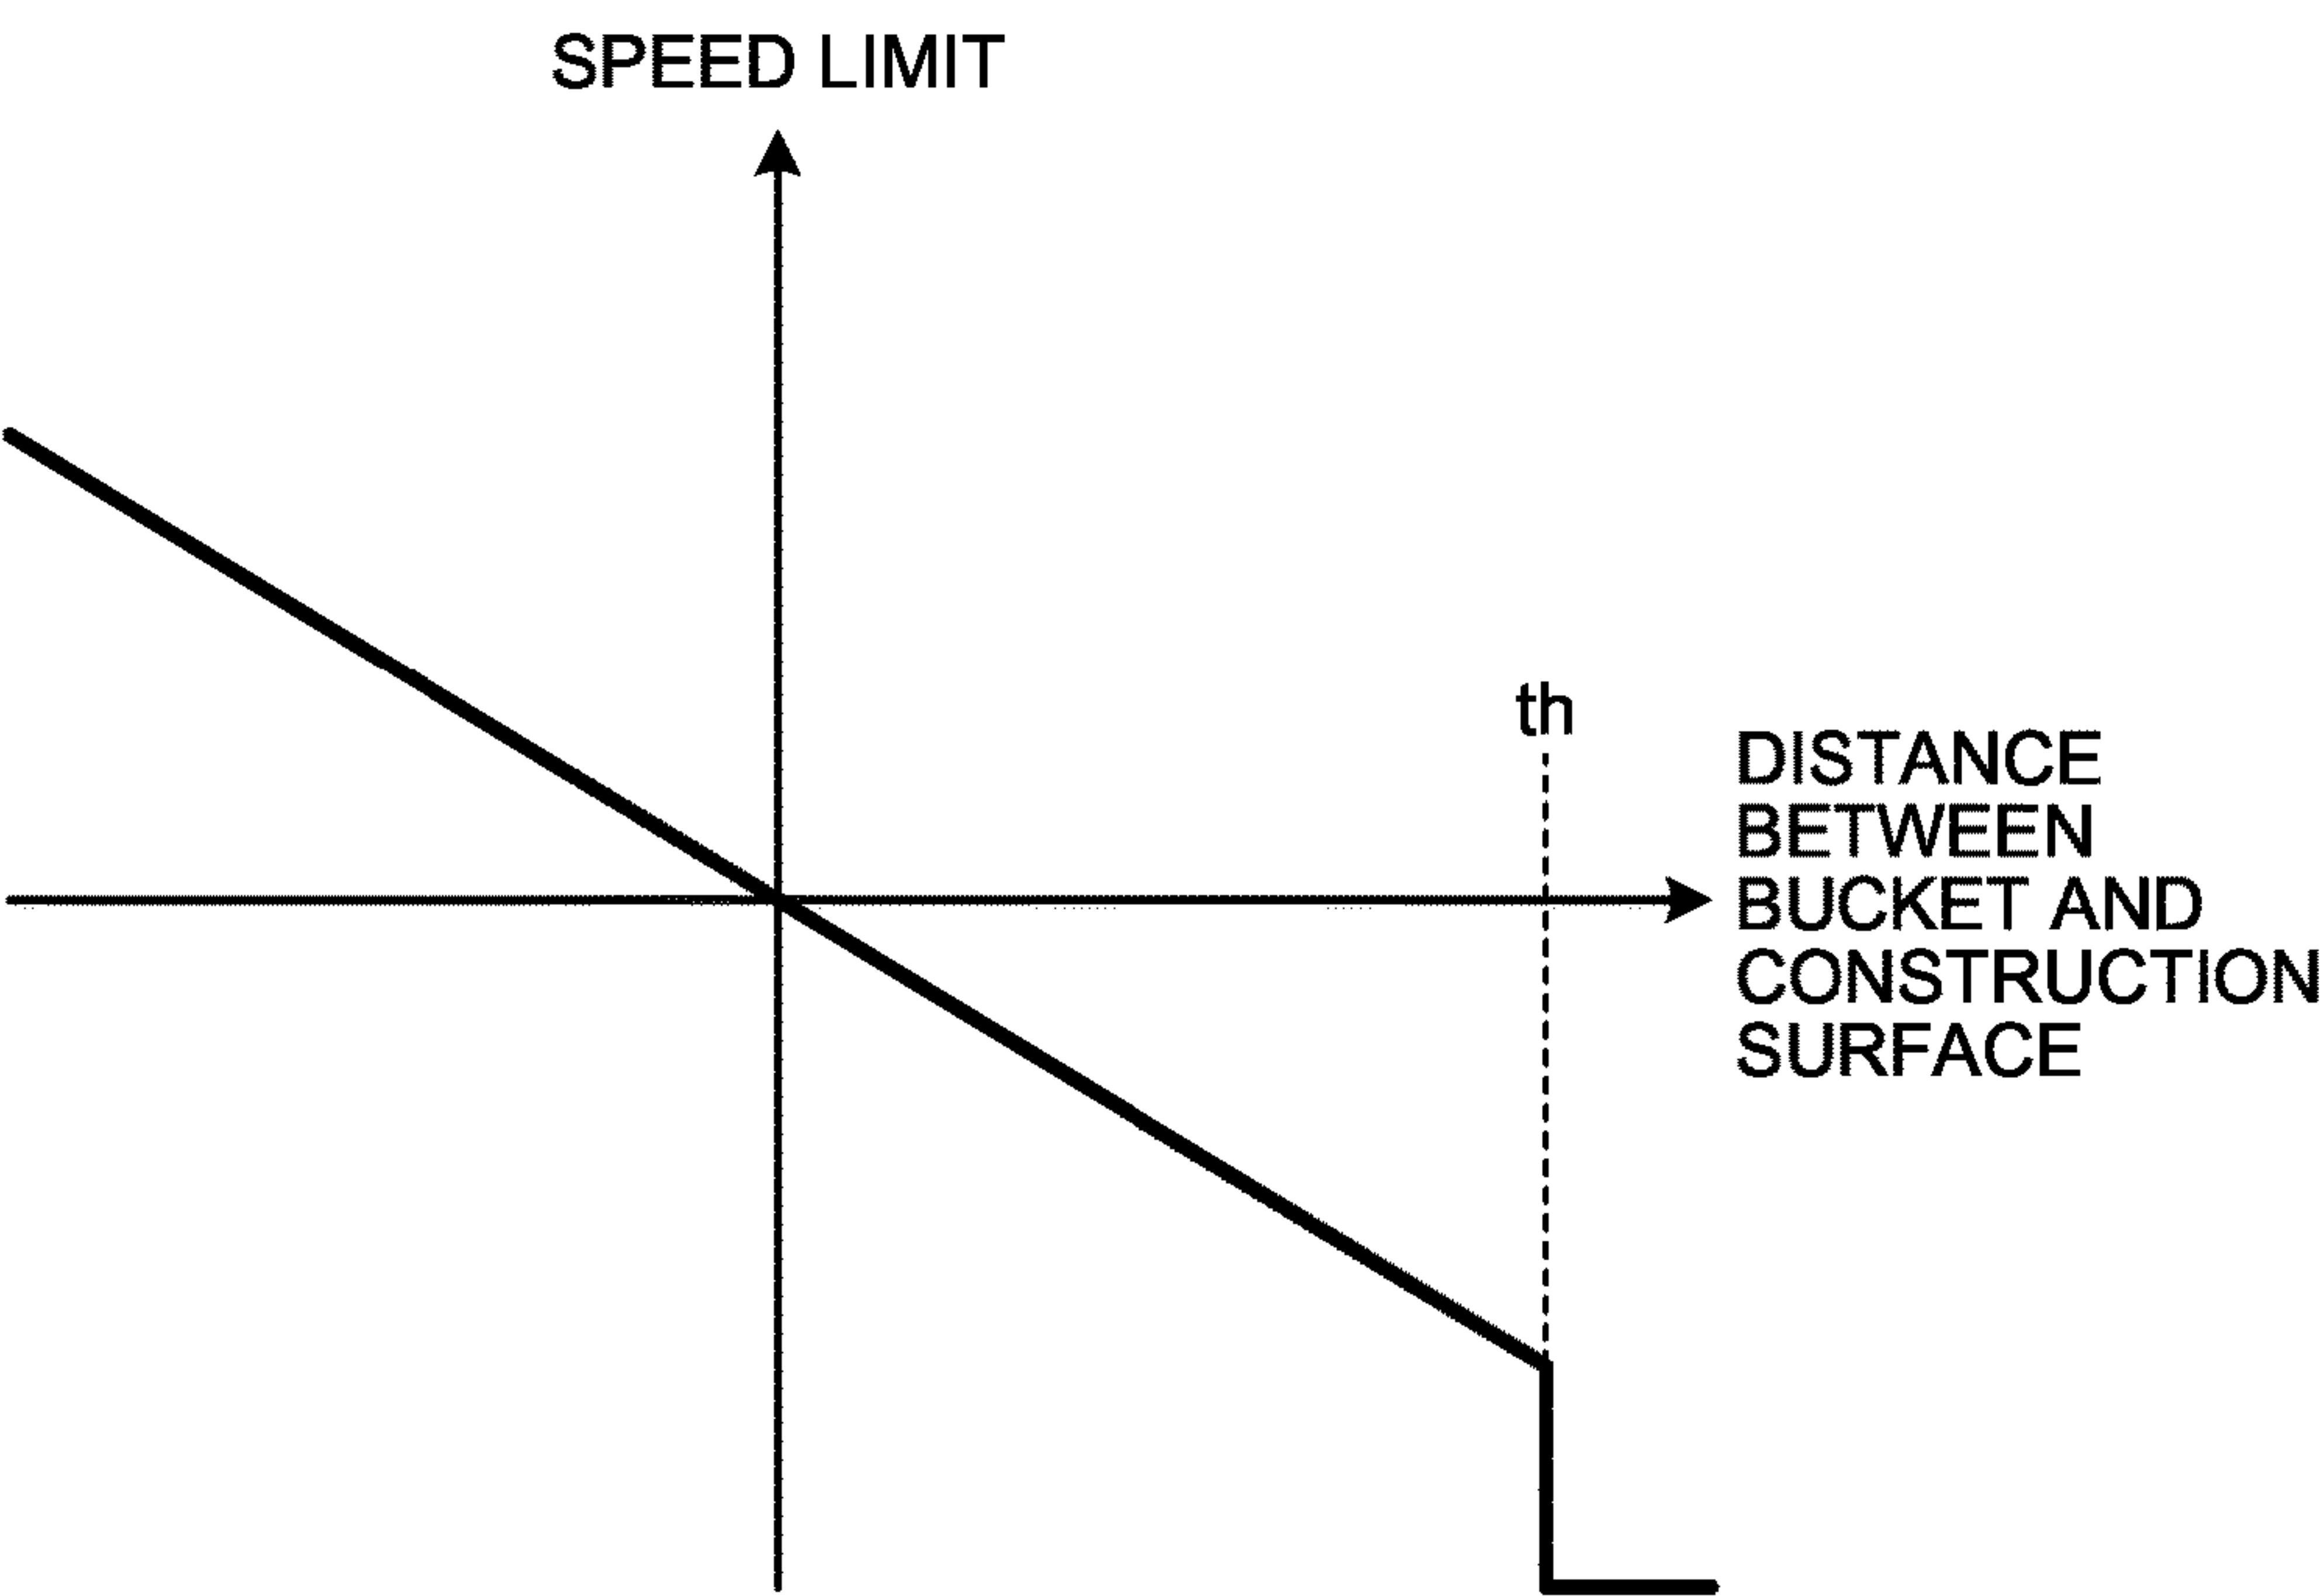 SPEED LIMIT
th
DISTANCE
BETWEEN
BUCKET AND
CONSTRUCTION
SURFACE